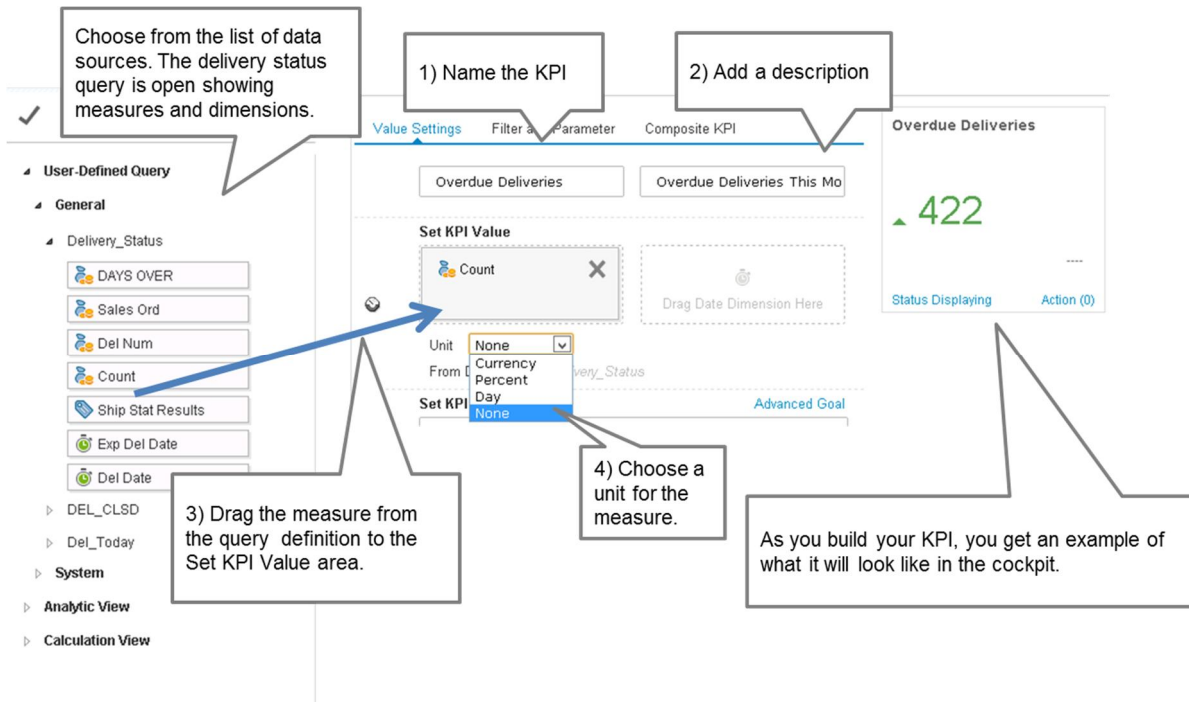 Choose from the list of data
sources. The delivery status
query is open showing
measures and dimensions.
1) Name the KPI
2) Add a description
Value Settings
Filter a Parameter
Composite KPI
Overdue Deliveries
User-Defined Query
General
Delivery_Status
DAYS OVER
Sales Ord
Del Num
Count
Ship Stat Results
Exp Del Date
Del Date
DEL_CLSD
Del_Today
System
Analytic View
Calculation View
Overdue Deliveries
Overdue Deliveries This Mo
Set KPI Value
Count
Drag Date Dimension Here
Unit
None
Currency
Percent
Day
None
From
very_Status
Set KPI
Advanced Goal
422
----
Status Displaying
Action (0)
3) Drag the measure from
the query definition to the
Set KPI Value area.
4) Choose a
unit for the
measure.
As you build your KPI, you get an example of
what it will look like in the cockpit.